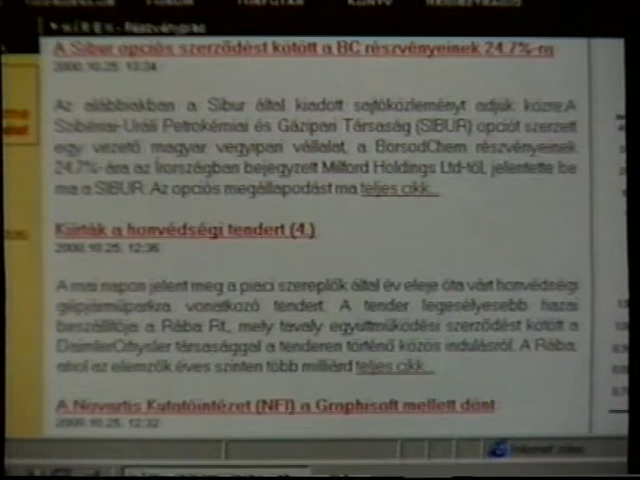 HÍREK - Részvénypiac
A Sibur opciós szerződést kötött a BC részvényeinek 24.7%-ra
2000.10.25. 13:34
Az alábbiakban a Sibur által kiadott sajtóközleményt adjuk közre.A
Szibériai-Uráli Petrokémiai és Gázipari Társaság (SIBUR) opciót szerzett
egy vezető magyar vegyipari vállalat, a BorsodChem részvényeinek
24,7%-ára az Írországban bejegyzett Milford Holdings Ltd-től, jelentette be
ma a SIBUR. Az opciós megállapodást ma teljes cikk...
Kiírták a honvédségi tendert (4.)
2000.10.25. 12:36
A mai napon jelent meg a piaci szereplők által év eleje óta várt honvédségi
gépjárműparkra vonatkozó tendert. A tender legesélyesebb hazai
beszállítója a Rába Rt., mely tavaly együttműködési szerződést kötött a
DaimlerCrhysler társasággal a tenderen történő közös indulásról. A Rába,
ahol az elemzők éves szinten több milliárd teljes cikk...
A Novartis Kutatóintézet (NFI) a Graphisoft mellett dönt
2000.10.25. 12:32